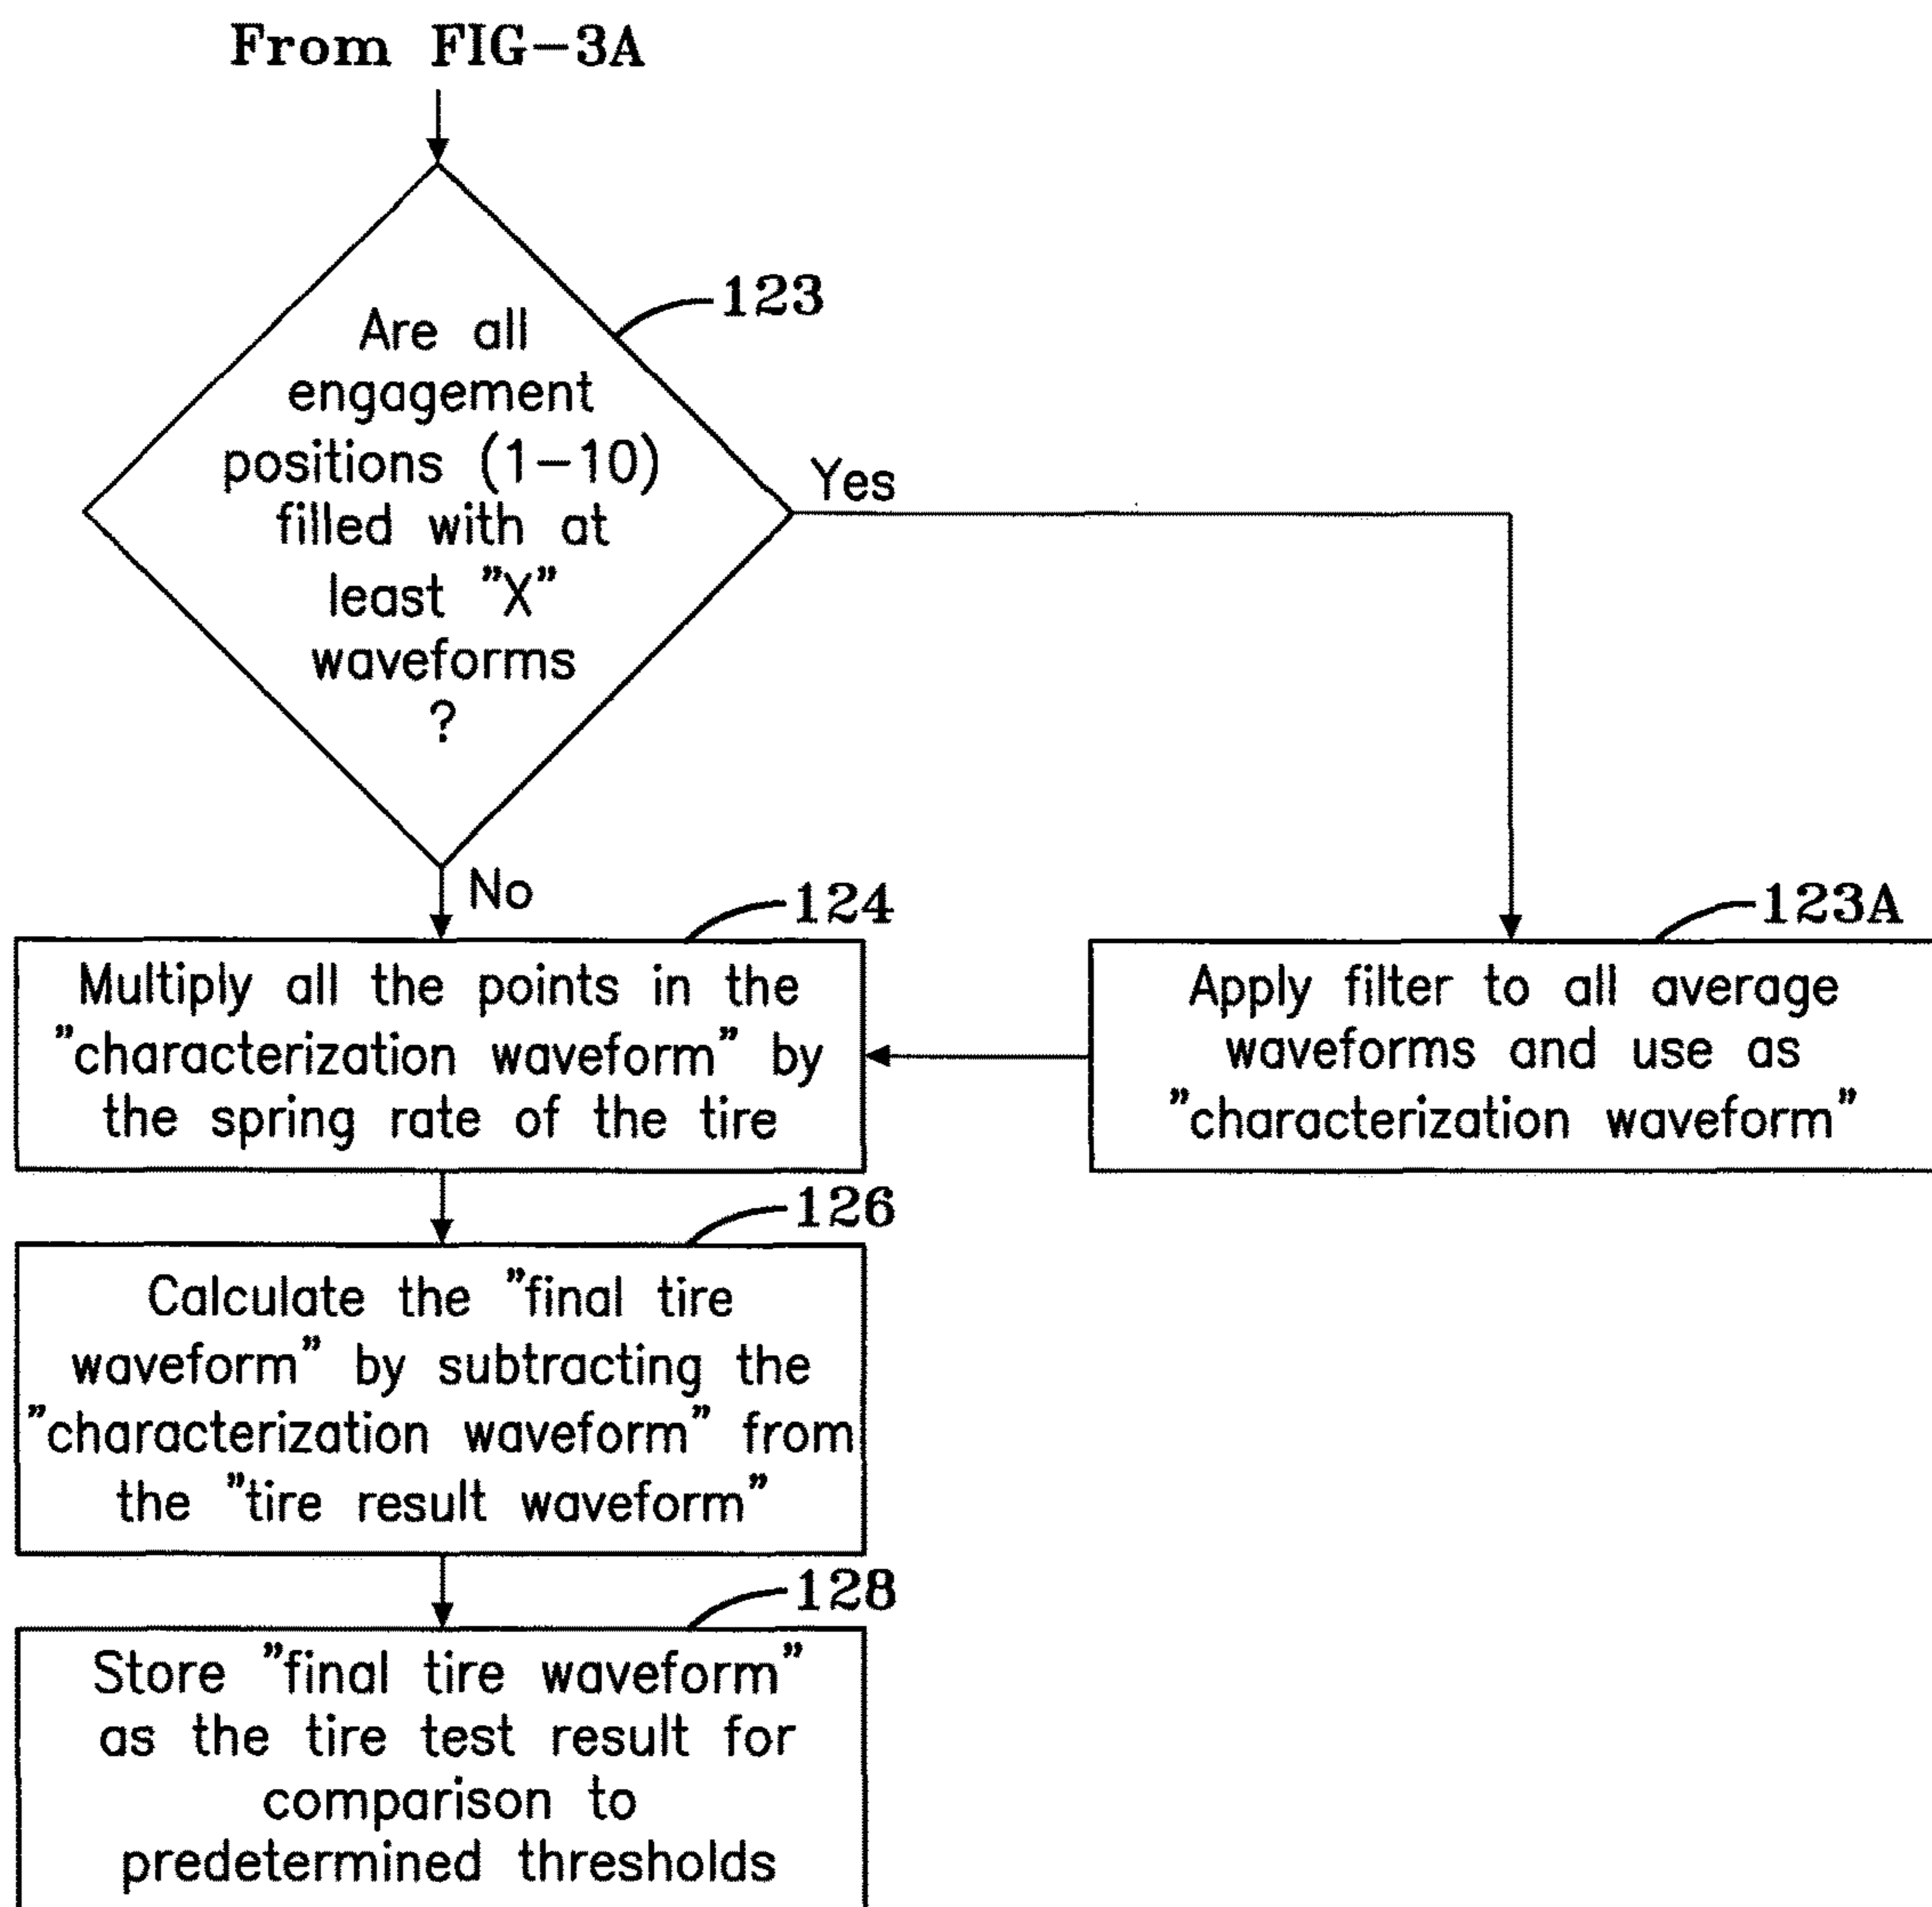 From FIG-3A
123
Are all
engagement
positions (1-10)
filled with at
least "X"
waveforms
?
Yes
No
124
Multiply all the points in the
"characterization waveform" by
the spring rate of the tire
123A
Apply filter to all average
waveforms and use as
"characterization waveform"
126
Calculate the "final tire
waveform" by subtracting the
"characterization waveform" from
the "tire result waveform"
128
Store "final tire waveform"
as the tire test result for
comparison to
predetermined thresholds